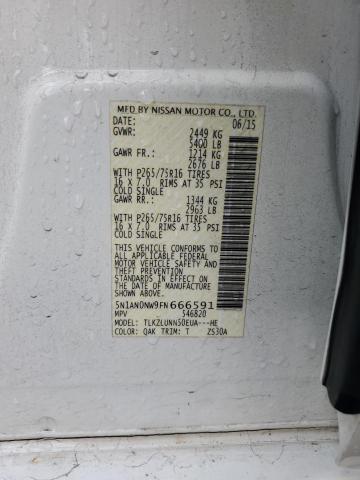 MFD BY NISSAN MOTOR CO., LTD.
DATE: 06/15
GVWR: 2449 KG
5400 LB
GAWR FR.: 1214 KG
2676 LB
WITH P265/75R16 TIRES
16 X 7.0 RIMS AT 35 PSI
COLD SINGLE
GAWR RR.: 1344 KG
2963 LB
WITH P265/75R16 TIRES
16 X 7.0 RIMS AT 35 PSI
COLD SINGLE
THIS VEHICLE CONFORMS TO
ALL APPLICABLE FEDERAL
MOTOR VEHICLE SAFETY
STANDARDS IN EFFECT ON THE
DATE OF MANUFACTURE
SHOWN ABOVE
5N1AN0NW9FN666591
MPV 546820
MODEL: TLKZLUNN50EUA---HE
COLOR: QAK TRIM: T ZS30A